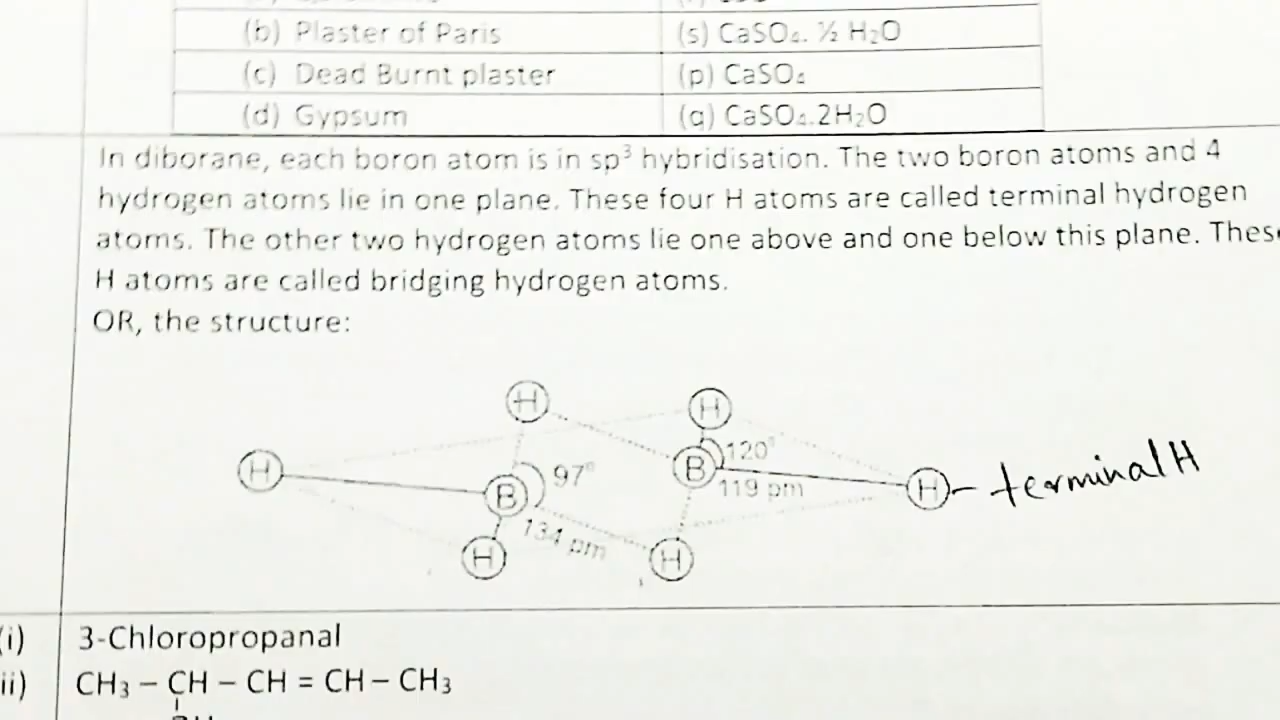 (b) Plaster of Paris (s) CaSO₄. ½ H₂O
(c) Dead Burnt plaster (p) CaSO₄
(d) Gypsum (q) CaSO₄.2H₂O
In diborane, each boron atom is in sp³ hybridisation. The two boron atoms and 4
hydrogen atoms lie in one plane. These four H atoms are called terminal hydrogen
atoms. The other two hydrogen atoms lie one above and one below this plane. Thes
H atoms are called bridging hydrogen atoms.
OR, the structure:
H H
H B 97° B 120° H - terminal H
119 pm
134 pm
H H
(i) 3-Chloropropanal
ii) CH₃ – CH – CH = CH – CH₃